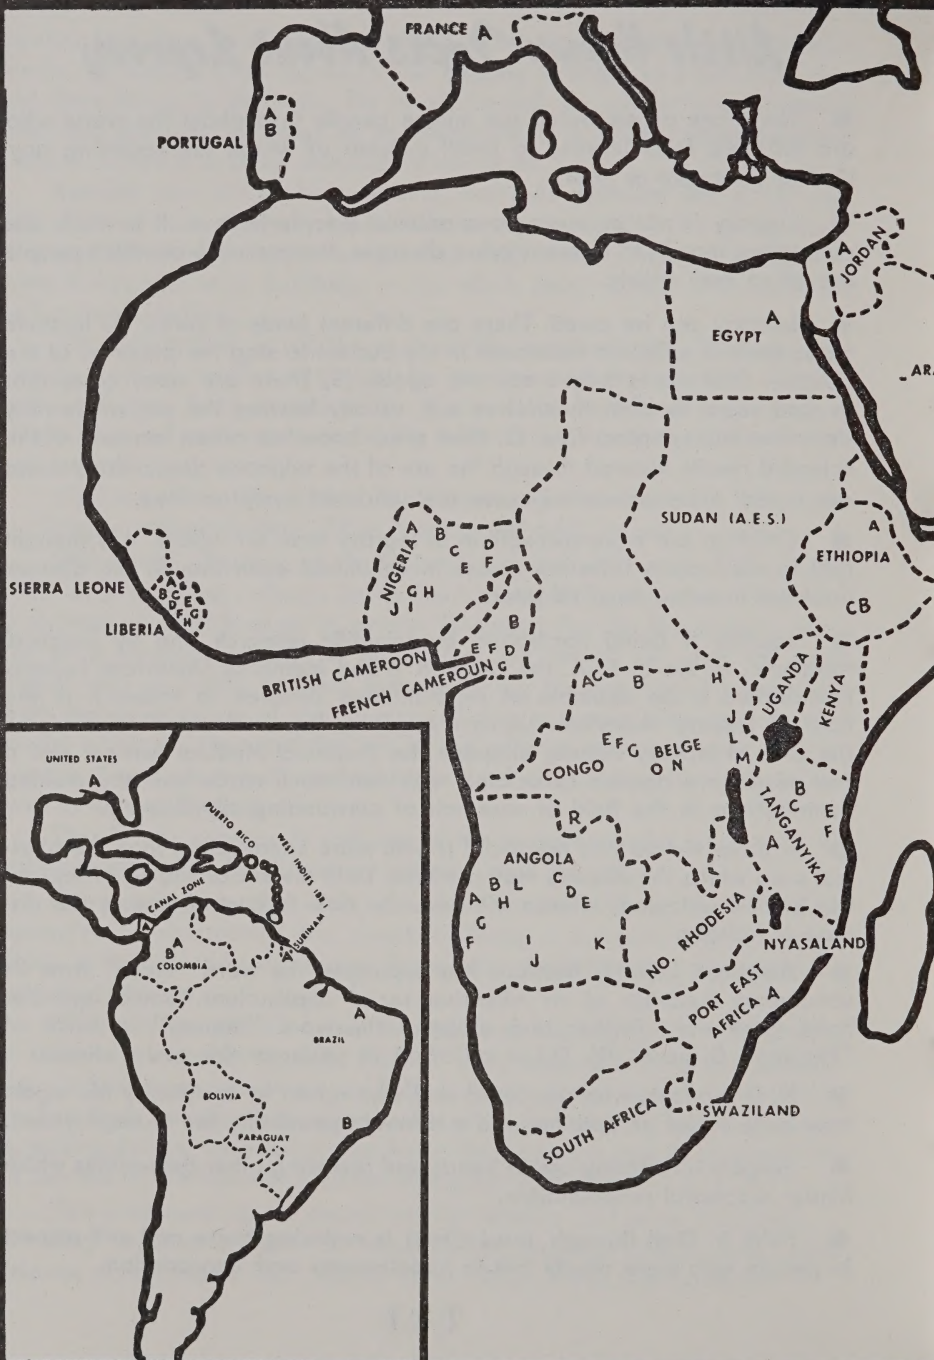 FRANCE A
A
B
PORTUGAL
A
JORDAN
A
EGYPT
ARA
SUDAN (A.E.S.)
A
ETHIOPIA
CB
NIGERIA
A B
C D
E F
G H
J I
SIERRA LEONE
A
B C E
D F G
H
LIBERIA
B
E F D
G
BRITISH CAMEROON
FRENCH CAMEROUN
AC B H
I
J
L
M
E F G
BELGE
O N
CONGO
UGANDA
KENYA
B
C
E
F
A
TANGANYIKA
R
ANGOLA
B L C D
A H E
G
F I K
J
NO. RHODESIA
NYASALAND
PORT EAST
AFRICA A
SWAZILAND
SOUTH AFRICA
UNITED STATES
A
PUERTO RICO
A
WEST INDIES
CANAL ZONE
A
SURINAM
A
A
B
COLOMBIA
A
BRAZIL
BOLIVIA
B
PARAGUAY
A